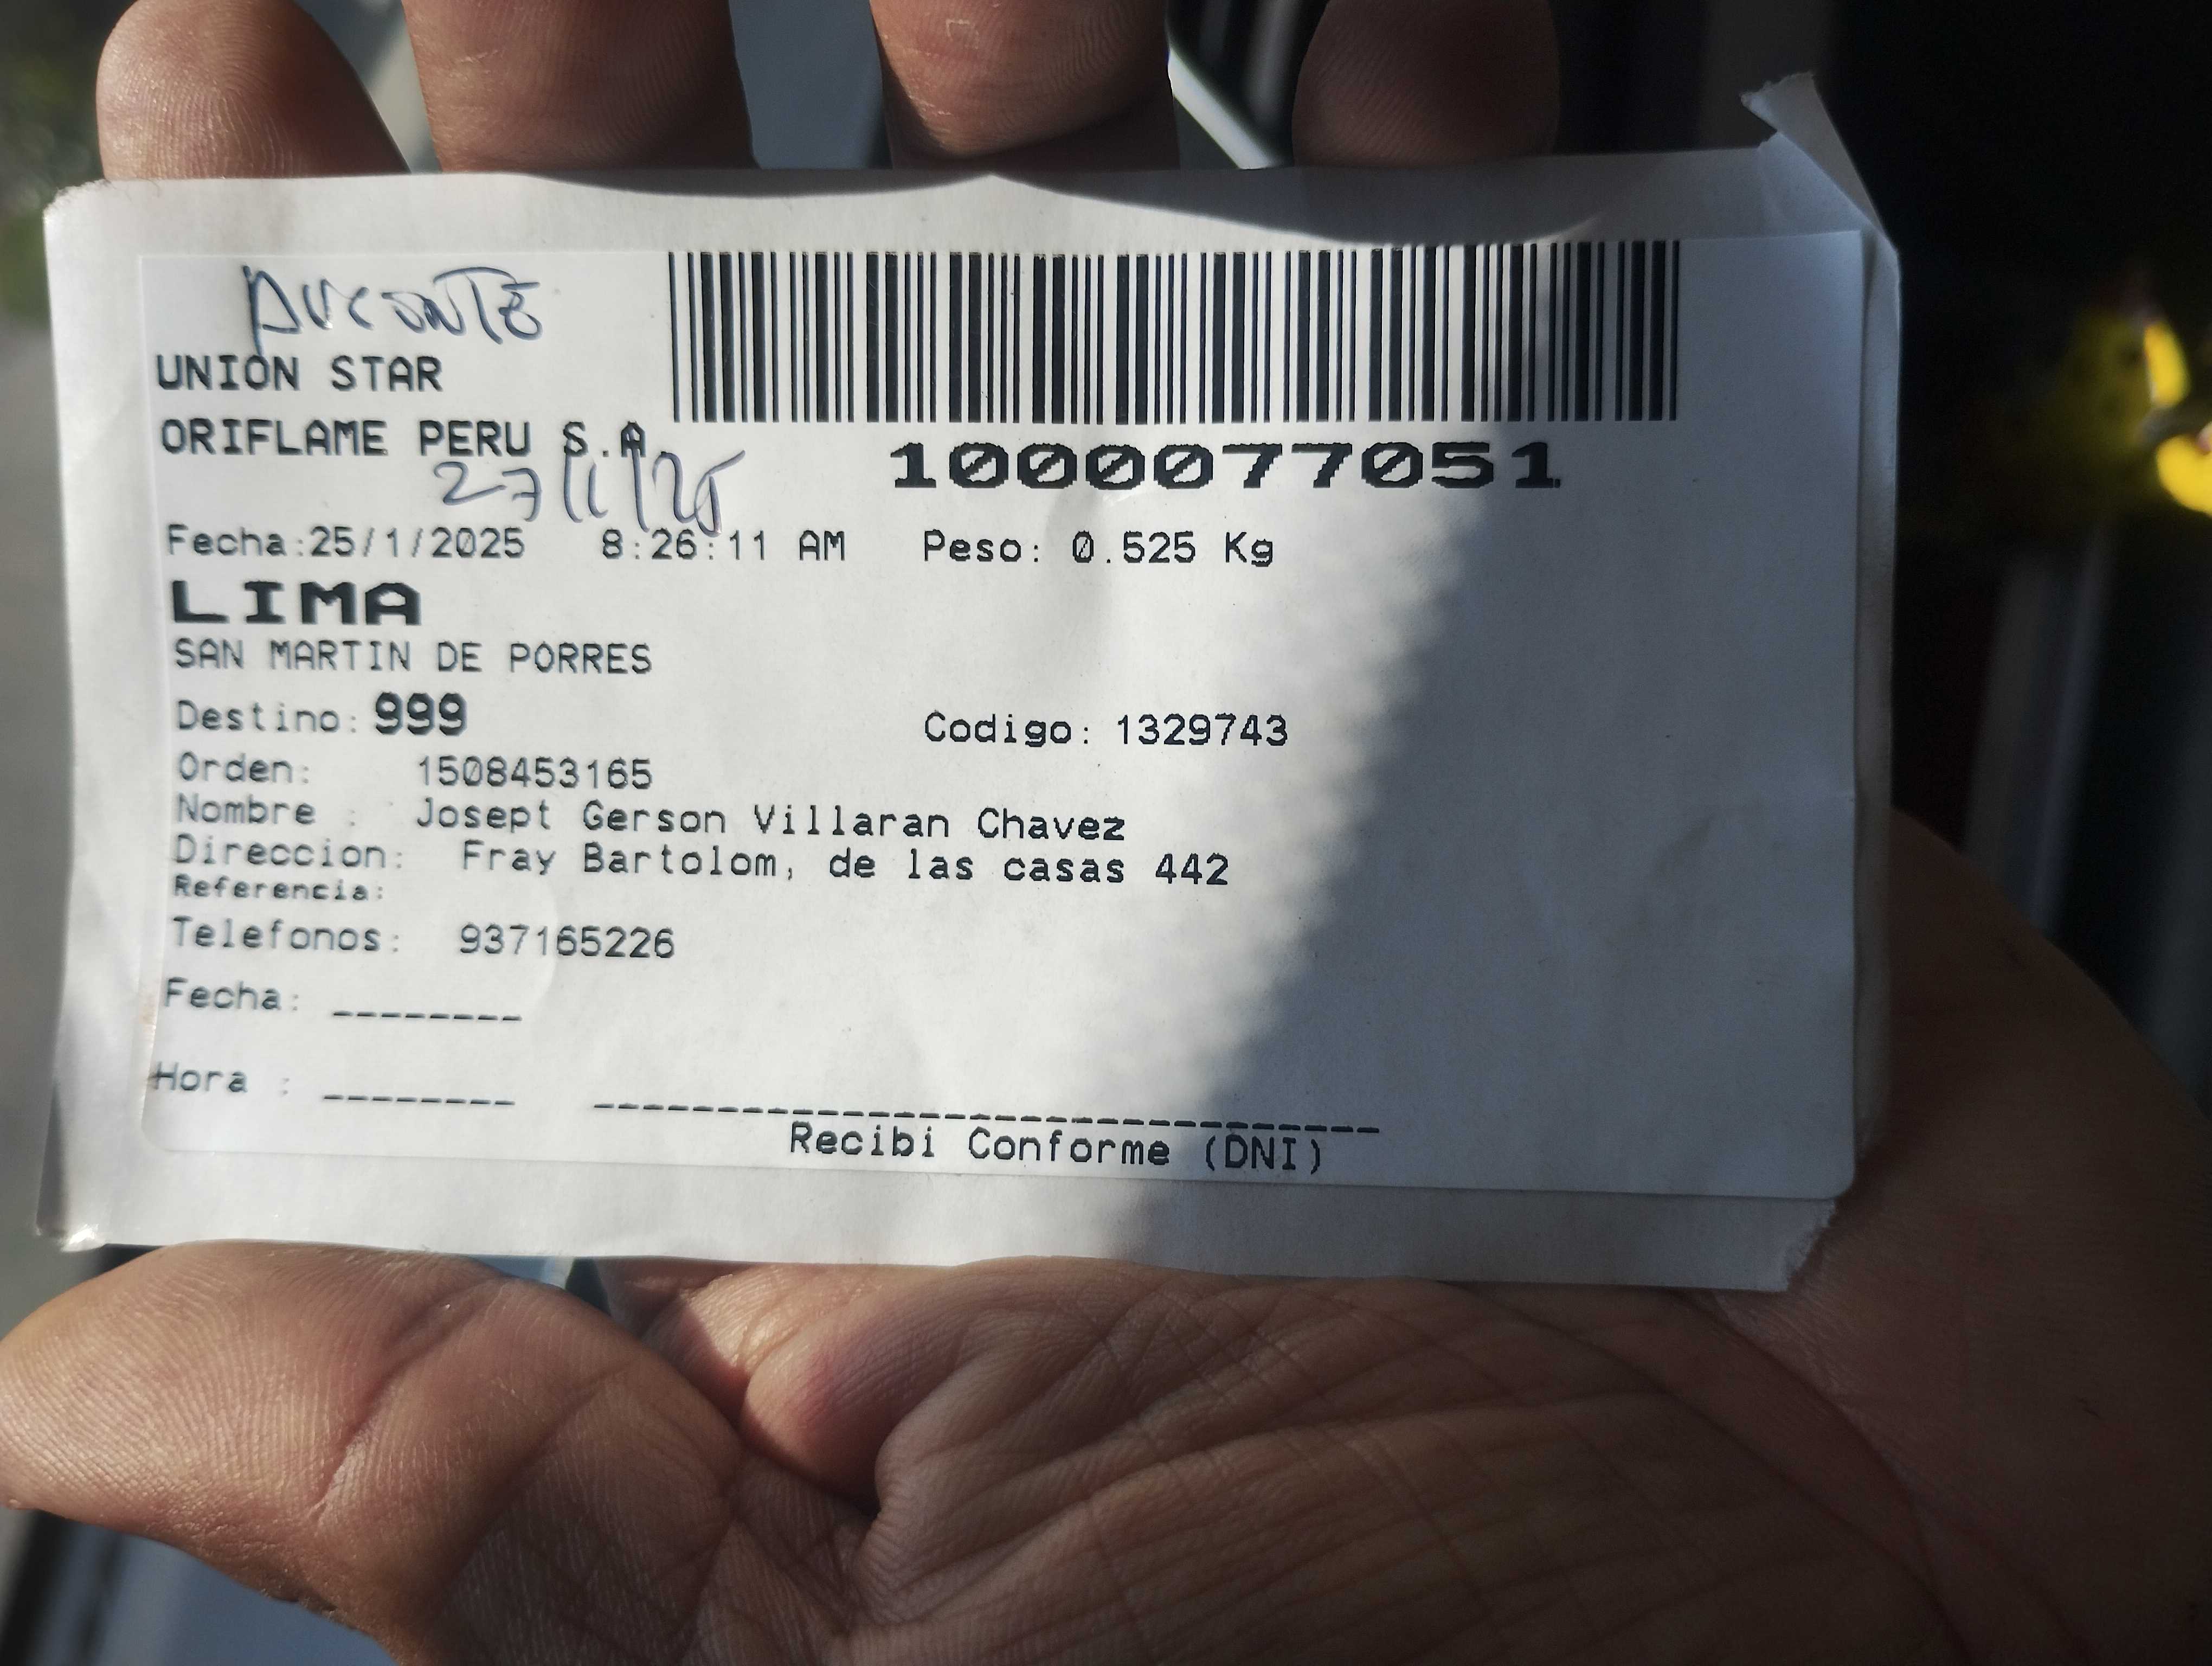 AUSENTE
UNION STAR
ORIFLAME PERU S.A
27/1/25
1000077051
Fecha:25/1/2025 8:26:11 AM Peso: 0.525 Kg
LIMA
SAN MARTIN DE PORRES
Destino: 999 Codigo: 1329743
Orden: 1508453165
Nombre : Josept Gerson Villaran Chavez
Direccion: Fray Bartolom, de las casas 442
Referencia:
Telefonos: 937165226
Fecha: ________
Hora : ________
Recibi Conforme (DNI)